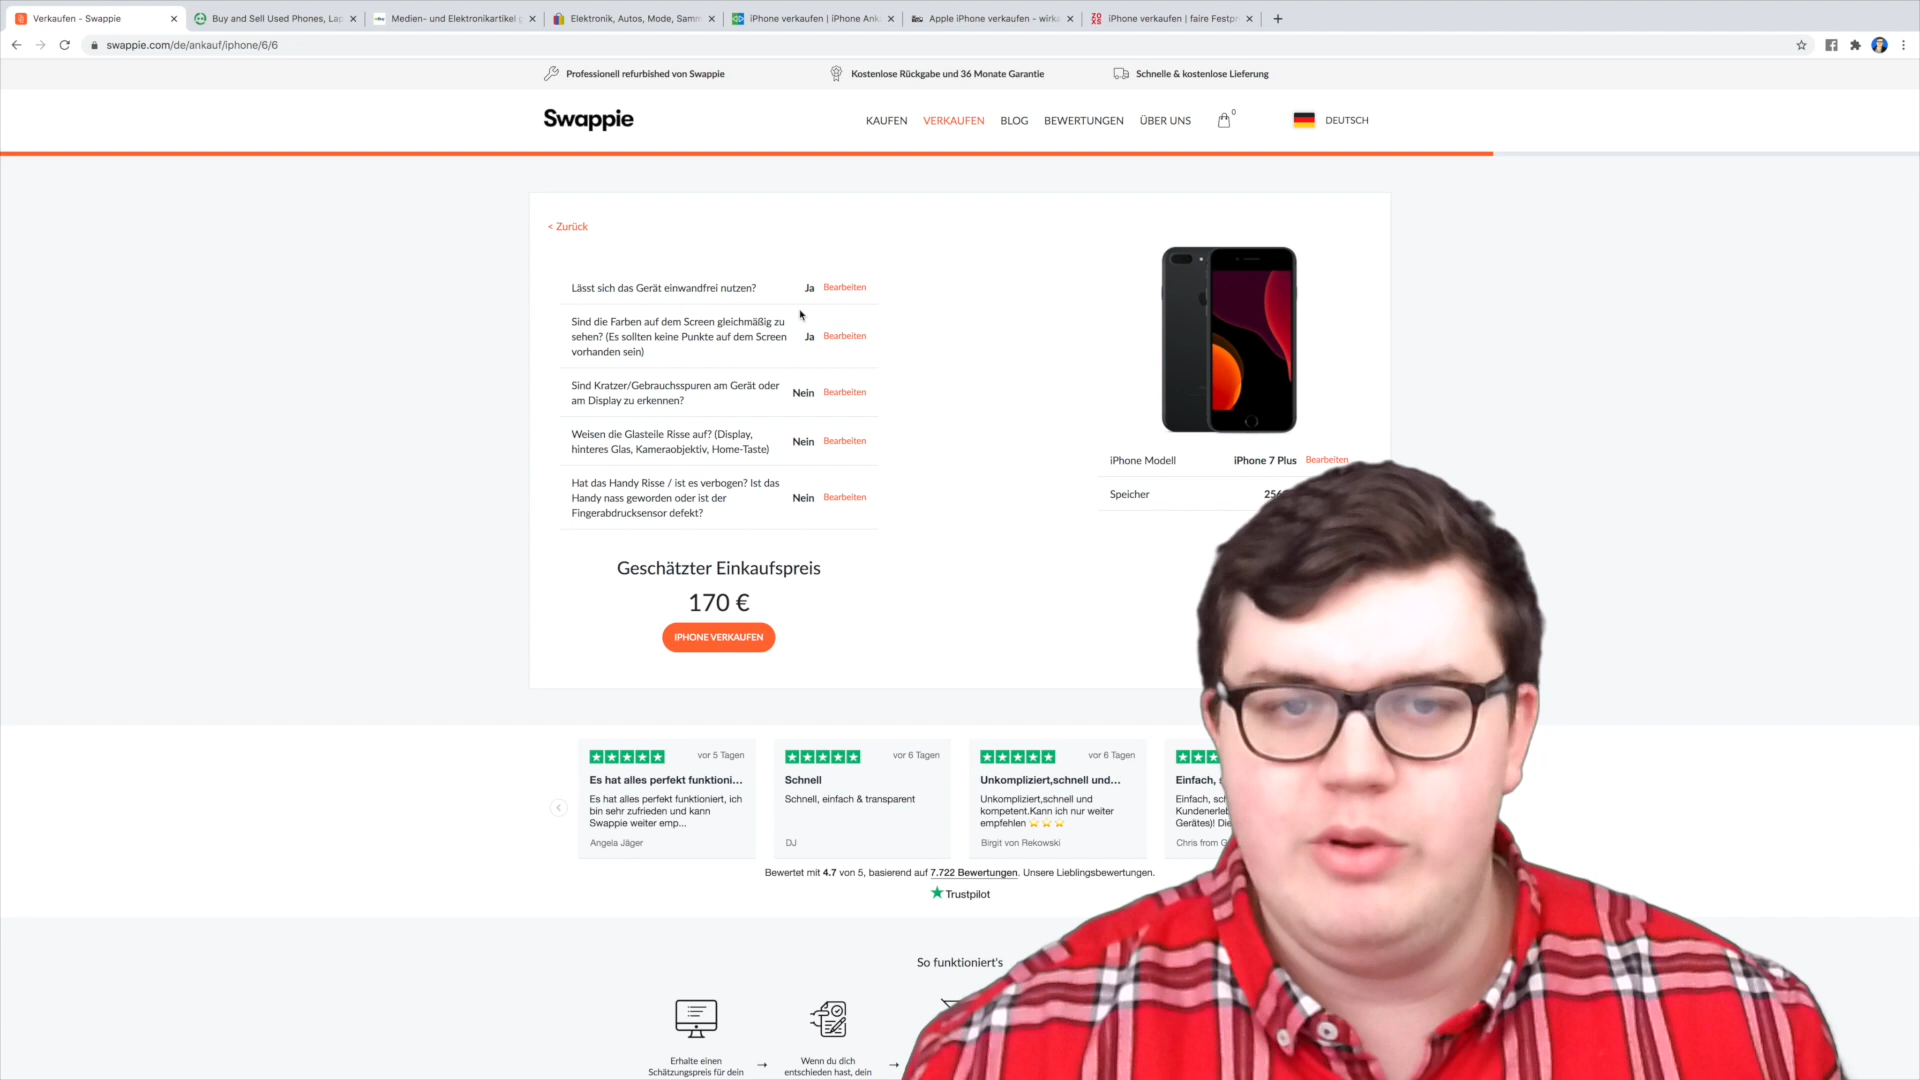 Verkaufen - Swappie
Buy and Sell Used Phones, Lap
Medien- und Elektronikartikel g
Elektronik, Autos, Mode, Samm
iPhone verkaufen | iPhone Ank
Apple iPhone verkaufen - wirk
iPhone verkaufen | faire Festpr
swappie.com/de/ankauf/iphone/6/6
Professionell refurbished von Swappie
Kostenlose Rückgabe und 36 Monate Garantie
Schnelle & kostenlose Lieferung
Swappie
KAUFEN
VERKAUFEN
BLOG
BEWERTUNGEN
ÜBER UNS
0
DEUTSCH
< Zurück
Lässt sich das Gerät einwandfrei nutzen? Ja Bearbeiten
Sind die Farben auf dem Screen gleichmäßig zu
sehen? (Es sollten keine Punkte auf dem Screen Ja Bearbeiten
vorhanden sein)
Sind Kratzer/Gebrauchsspuren am Gerät oder
am Display zu erkennen?
Nein Bearbeiten
Weisen die Glasteile Risse auf? (Display,
hinteres Glas, Kameraobjektiv, Home-Taste)
Nein Bearbeiten
Hat das Handy Risse / ist es verbogen? Ist das
Handy nass geworden oder ist der Nein Bearbeiten
Fingerabdrucksensor defekt?
iPhone Modell iPhone 7 Plus Bearbeiten
Speicher 256
Geschätzter Einkaufspreis
170 €
IPHONE VERKAUFEN
vor 5 Tagen
Es hat alles perfekt funktioni...
Es hat alles perfekt funktioniert, ich
bin sehr zufrieden und kann
Swappie weiter emp...
Angela Jäger
vor 6 Tagen
Schnell
Schnell, einfach & transparent
DJ
vor 6 Tagen
Unkompliziert,schnell und...
Unkompliziert,schnell und
kompetent.Kann ich nur weiter
empfehlen ⭐⭐⭐
Birgit von Rekowski
Einfach, s
Einfach, sch
Kundenerleb
Gerätes)! Die
Chris from G
Bewertet mit 4.7 von 5, basierend auf 7.722 Bewertungen. Unsere Lieblingsbewertungen.
Trustpilot
So funktioniert's
Erhalte einen
Schätzungspreis für dein
Wenn du dich
entschieden hast, dein